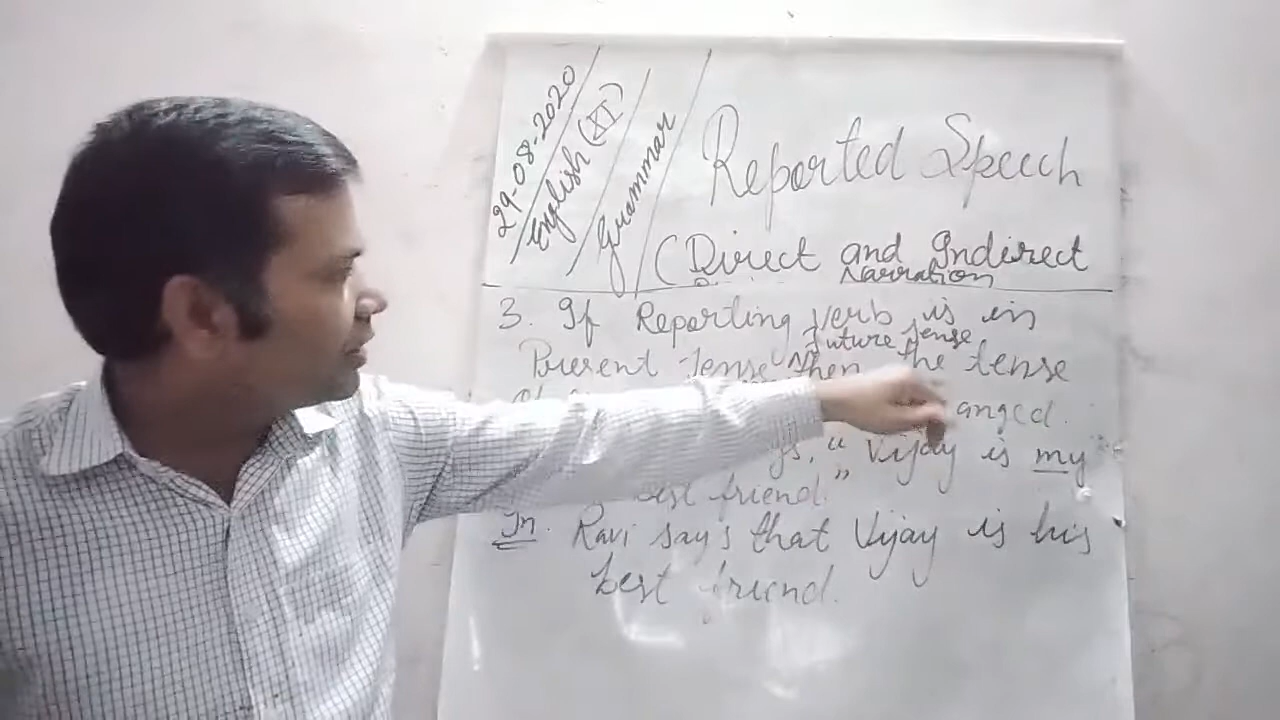 29-08-2020
English (XI)
Grammar
Reported Speech
(Direct and Indirect
Narration
3. If Reporting verb is in
future tense
Present Tense then the tense
anged.
"Vijay is my
friend."
In. Ravi says that Vijay is his
best friend.